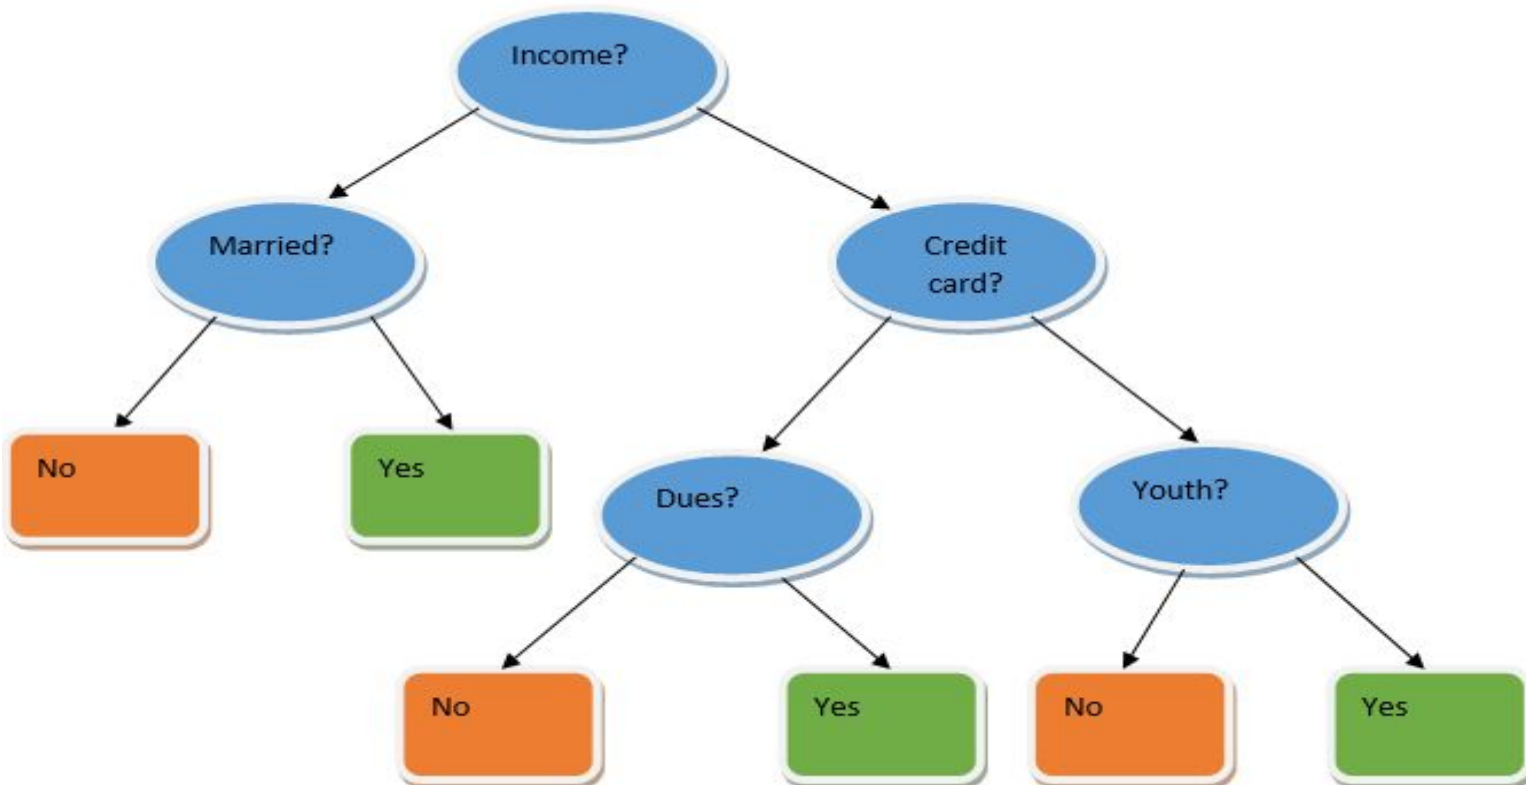 Income?
Married?
Credit
card?
No
Yes
Dues?
Youth?
No
Yes
No
Yes